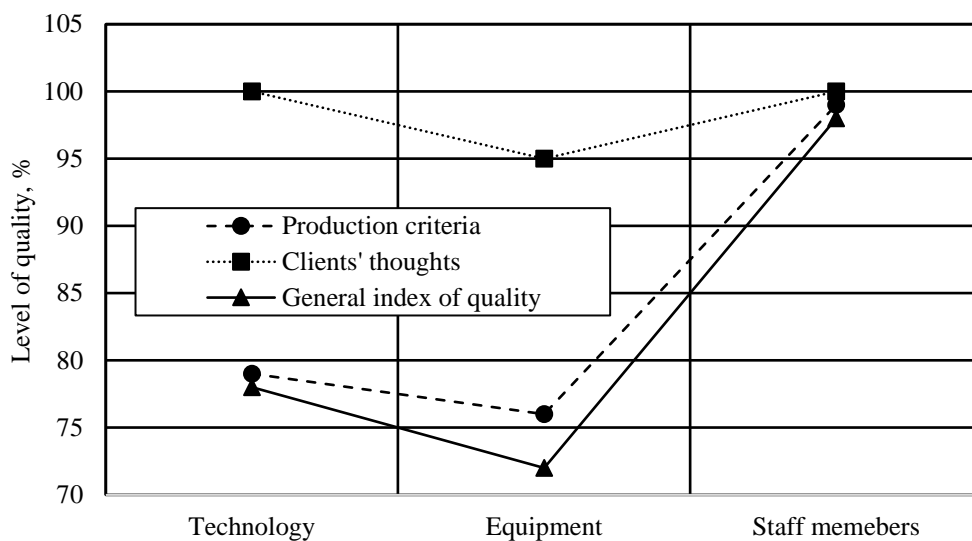 105
100
95
90
85
80
75
70
Level of quality, %
Production criteria
Clients' thoughts
General index of quality
Technology
Equipment
Staff memebers